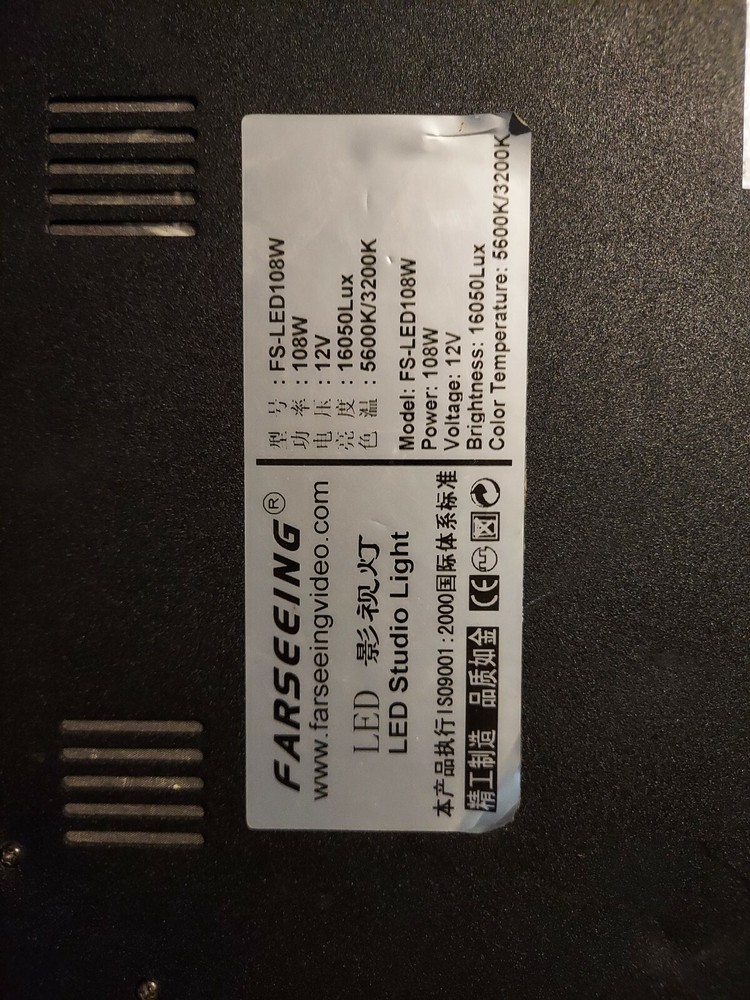 FARSEEING®
www.farseeingvideo.com
LED 影视灯
LED Studio Light
本产品执行ISO9001:2000国际体系标准
精工制造 品质如金 CE
型 号：FS-LED108W
功 率：108W
电 压：12V
亮 度：16050Lux
色 温：5600K/3200K
Model: FS-LED108W
Power: 108W
Voltage: 12V
Brightness: 16050Lux
Color Temperature: 5600K/3200K